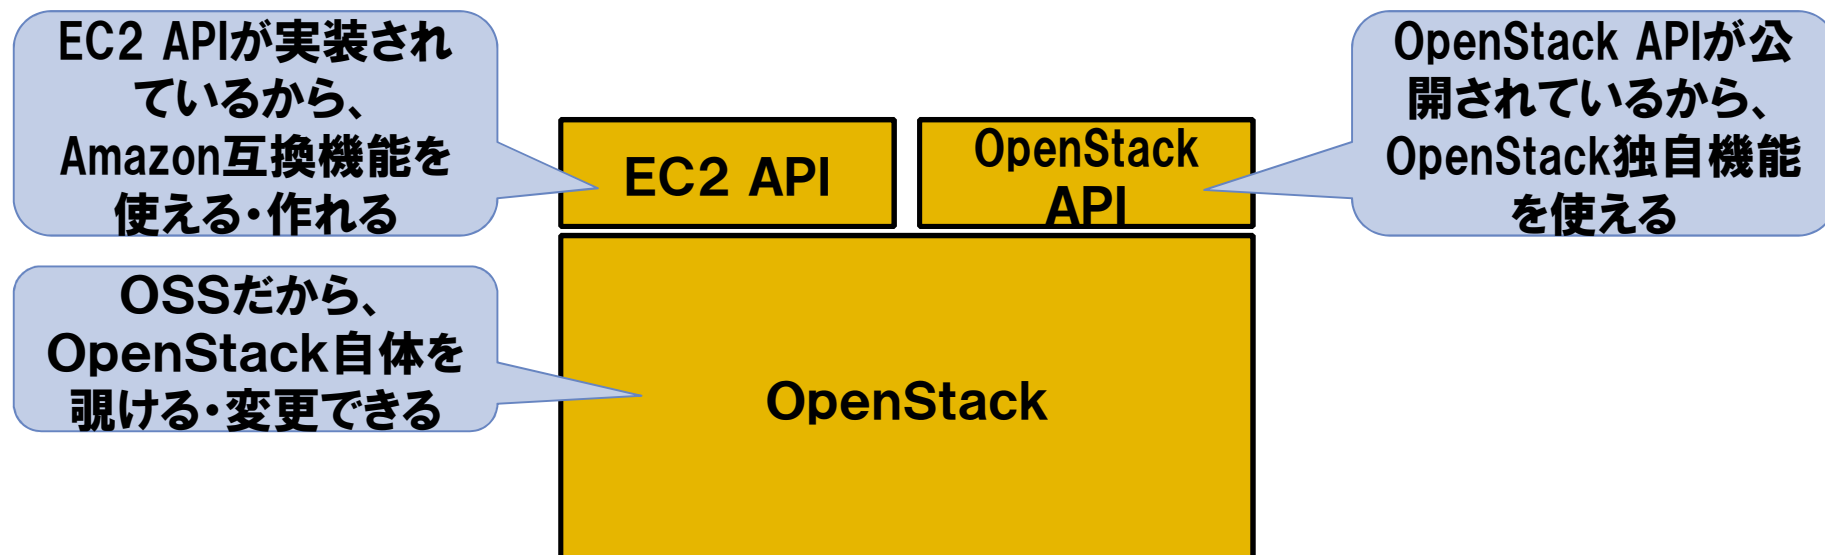 EC2 APIが実装され
ているから、
Amazon互換機能を
使える・作れる
EC2 API
OpenStack
API
OpenStack APIが公
開されているから、
OpenStack独自機能
を使える
OSSだから、
OpenStack自体を
覗ける・変更できる
OpenStack